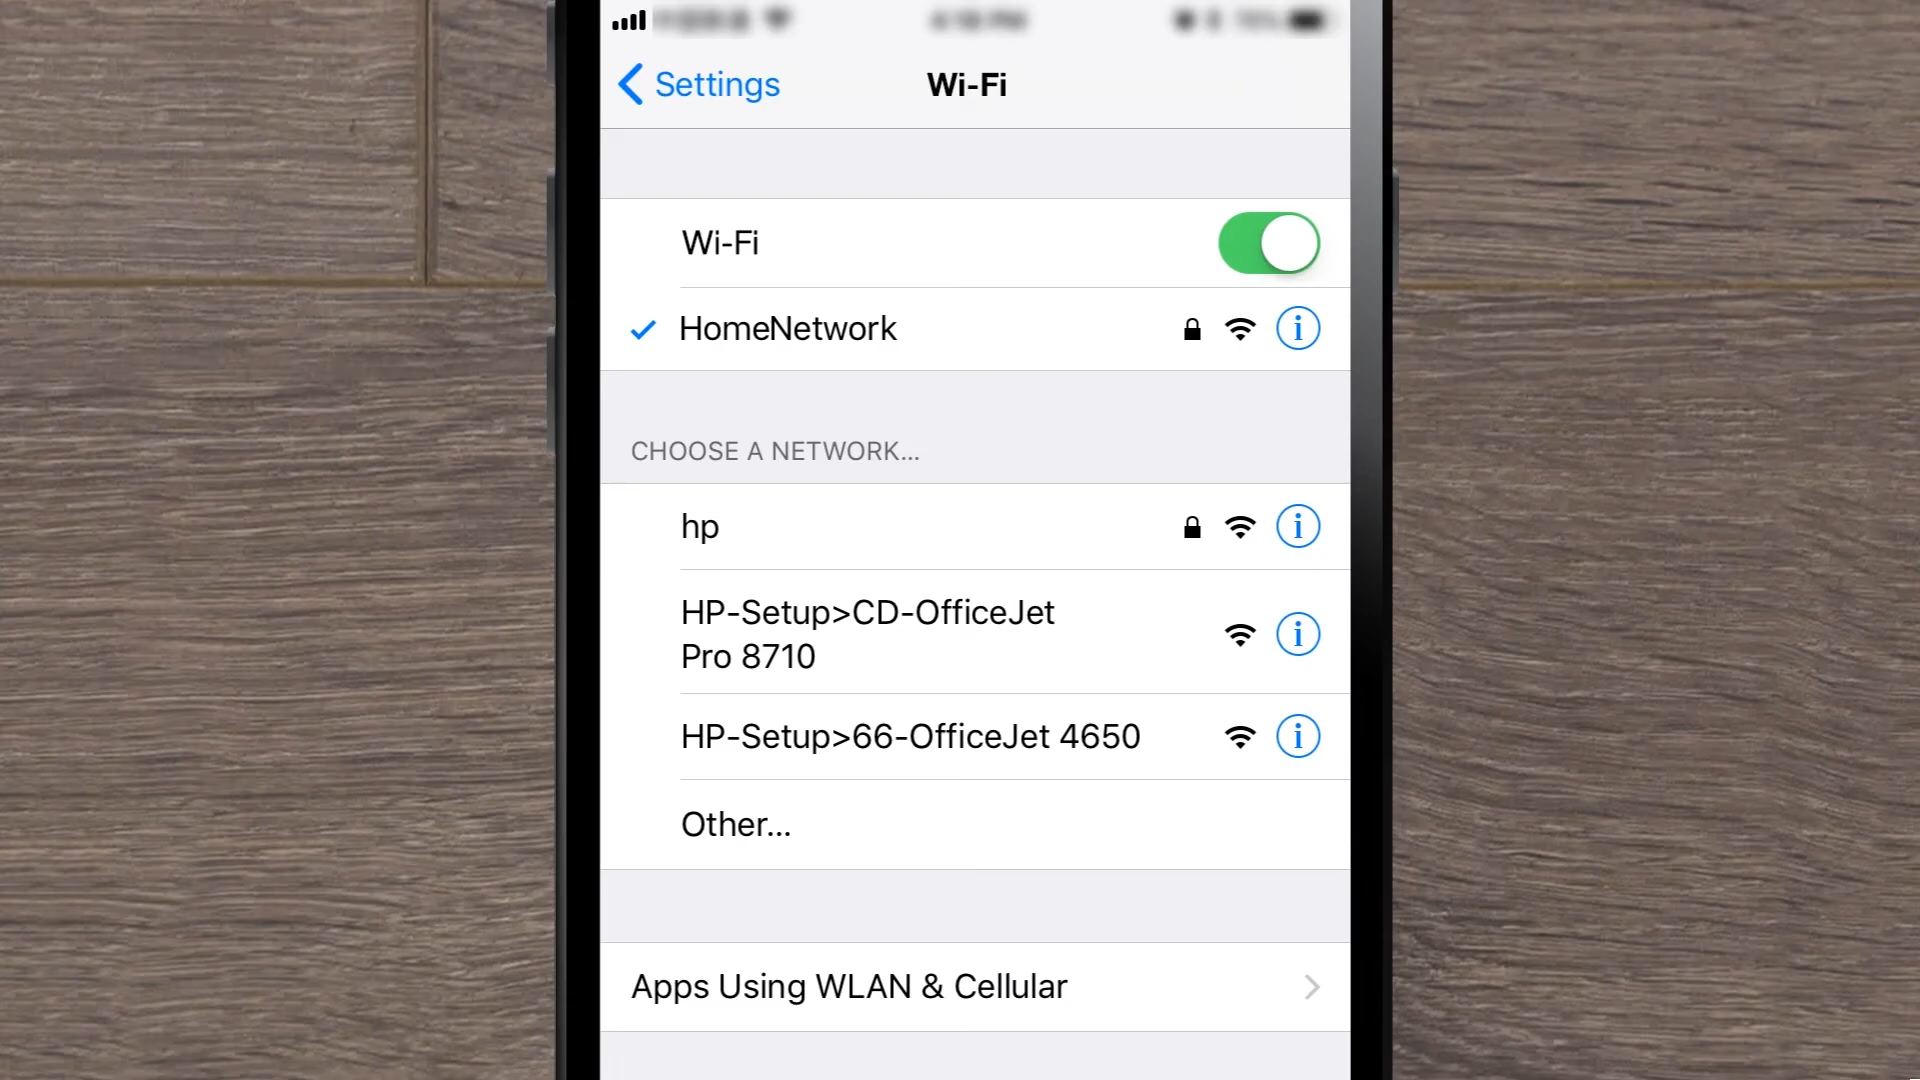 Settings
Wi-Fi
Wi-Fi
HomeNetwork
CHOOSE A NETWORK...
hp
HP-Setup>CD-OfficeJet
Pro 8710
HP-Setup>66-OfficeJet 4650
Other...
Apps Using WLAN & Cellular